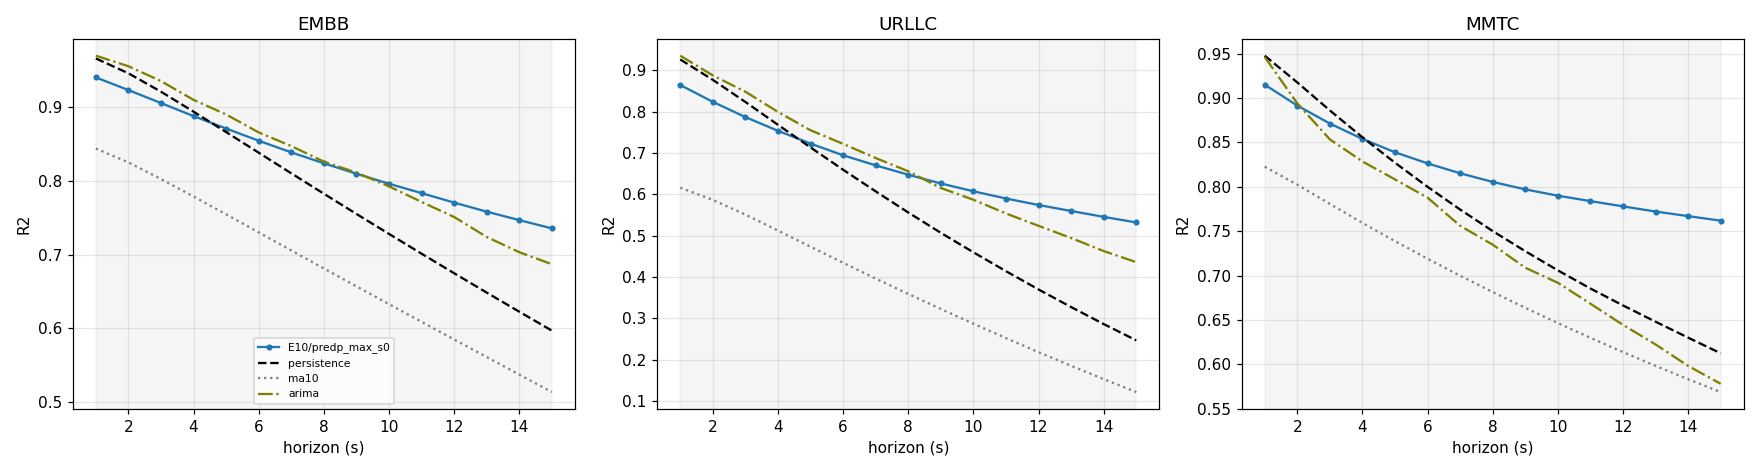 EMBB
R2
0.9
0.8
0.7
0.6
0.5
2 4 6 8 10 12 14
horizon (s)
E10/predp_max_s0
persistence
ma10
arima
URLLC
R2
0.9
0.8
0.7
0.6
0.5
0.4
0.3
0.2
0.1
2 4 6 8 10 12 14
horizon (s)
MMTC
R2
0.95
0.90
0.85
0.80
0.75
0.70
0.65
0.60
0.55
2 4 6 8 10 12 14
horizon (s)